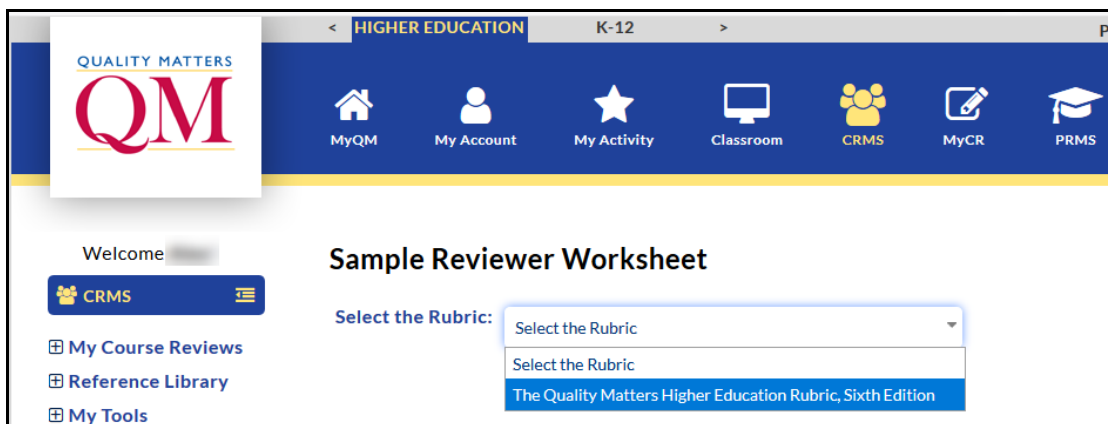 < HIGHER EDUCATION K-12 > P
QUALITY MATTERS
QM
MyQM My Account My Activity Classroom CRMS MyCR PRMS
Welcome
CRMS
My Course Reviews
Reference Library
My Tools
Sample Reviewer Worksheet
Select the Rubric: Select the Rubric
Select the Rubric
The Quality Matters Higher Education Rubric, Sixth Edition